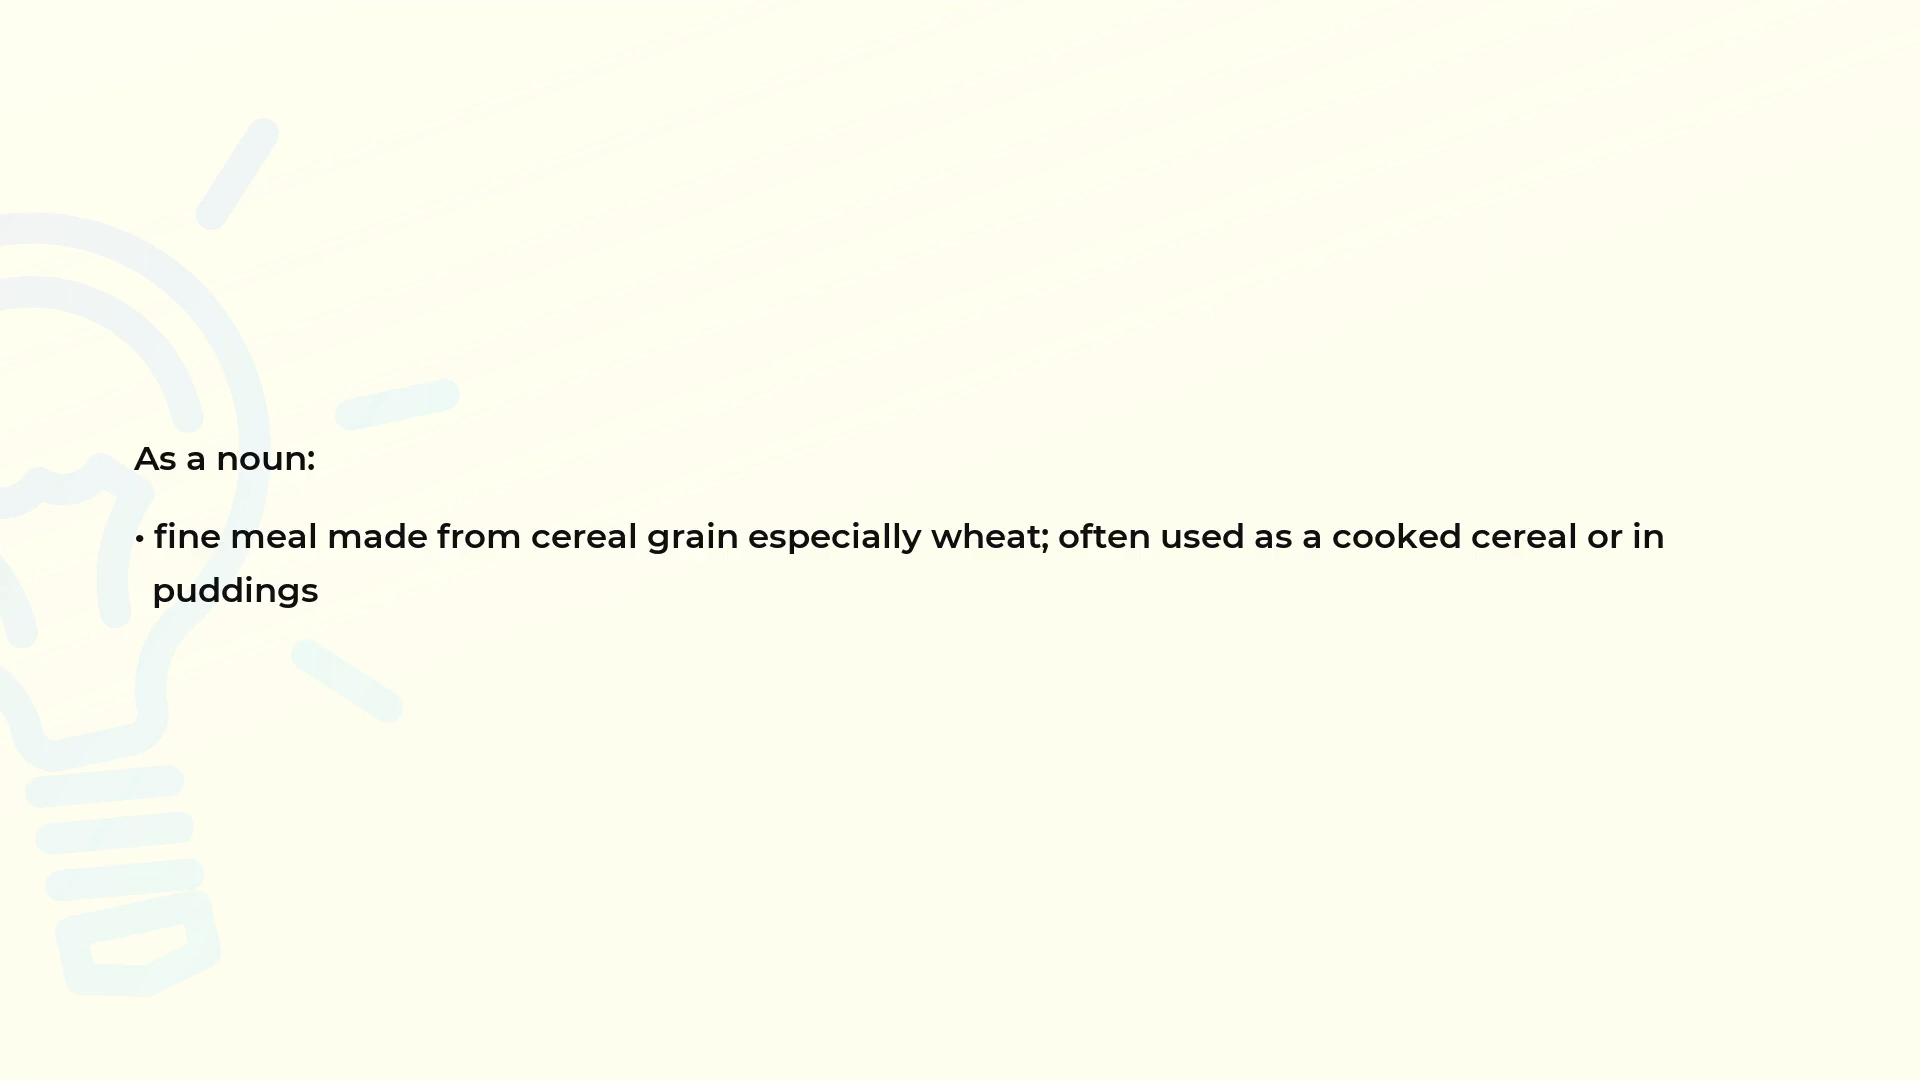 As a noun:
• fine meal made from cereal grain especially wheat; often used as a cooked cereal or in
puddings